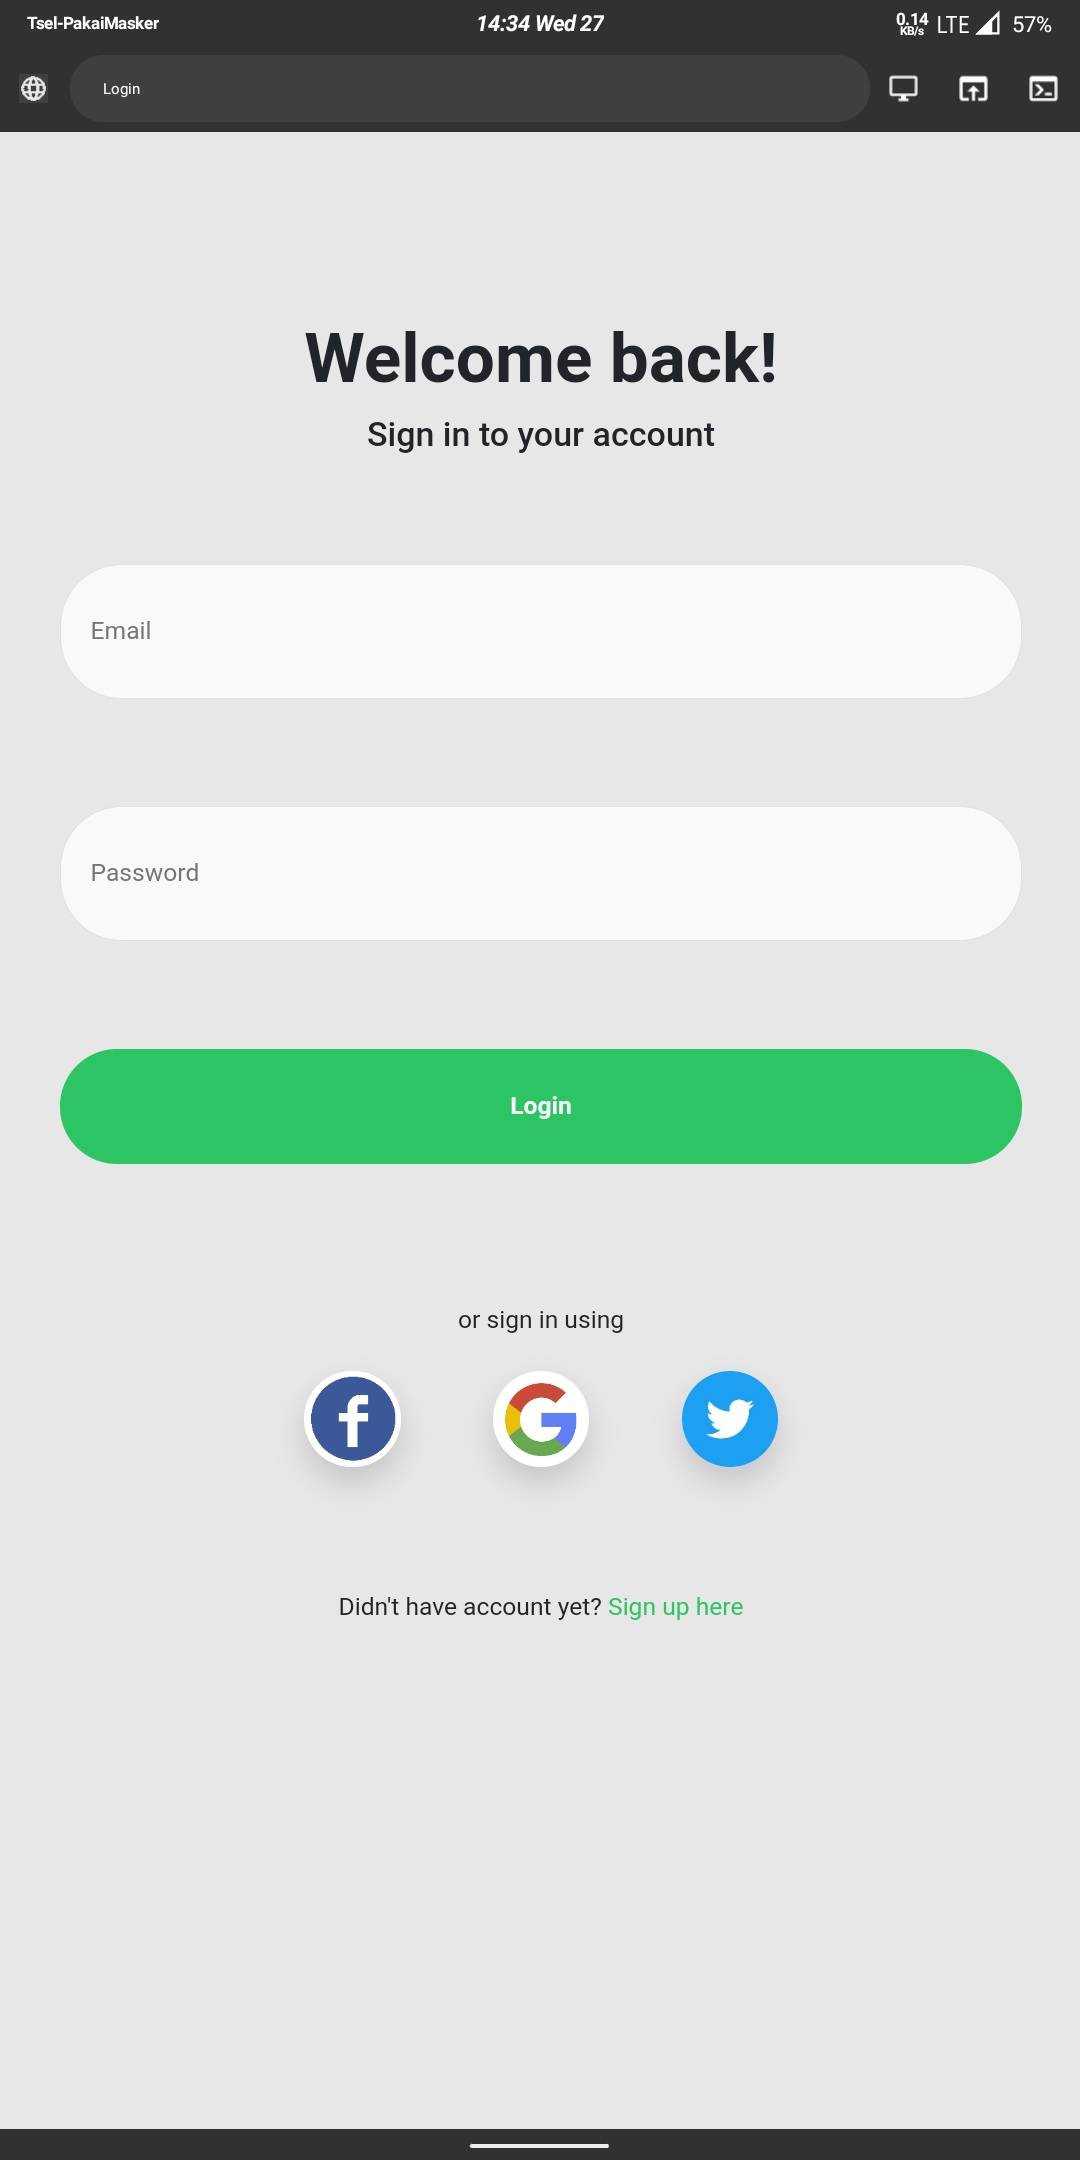 Tsel-PakaiMasker 14:34 Wed 27 0.14 KB/s LTE 57%
Login
Welcome back!
Sign in to your account
Email
Password
Login
or sign in using
Didn't have account yet? Sign up here